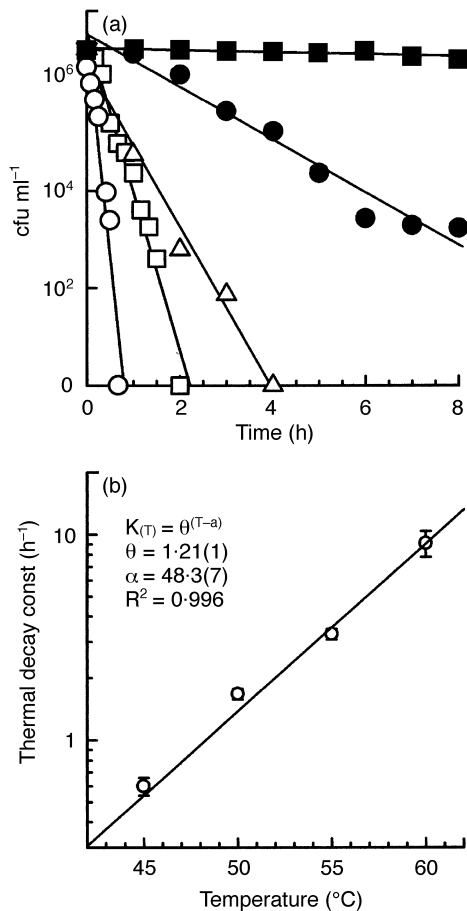 (a)
10⁶
10⁴
10²
0
cfu ml⁻¹
0 2 4 6 8
Time (h)
(b)
K(T) = θ^(T–a)
θ = 1·21(1)
α = 48·3(7)
R² = 0·996
10
1
Thermal decay const (h⁻¹)
45 50 55 60
Temperature (°C)